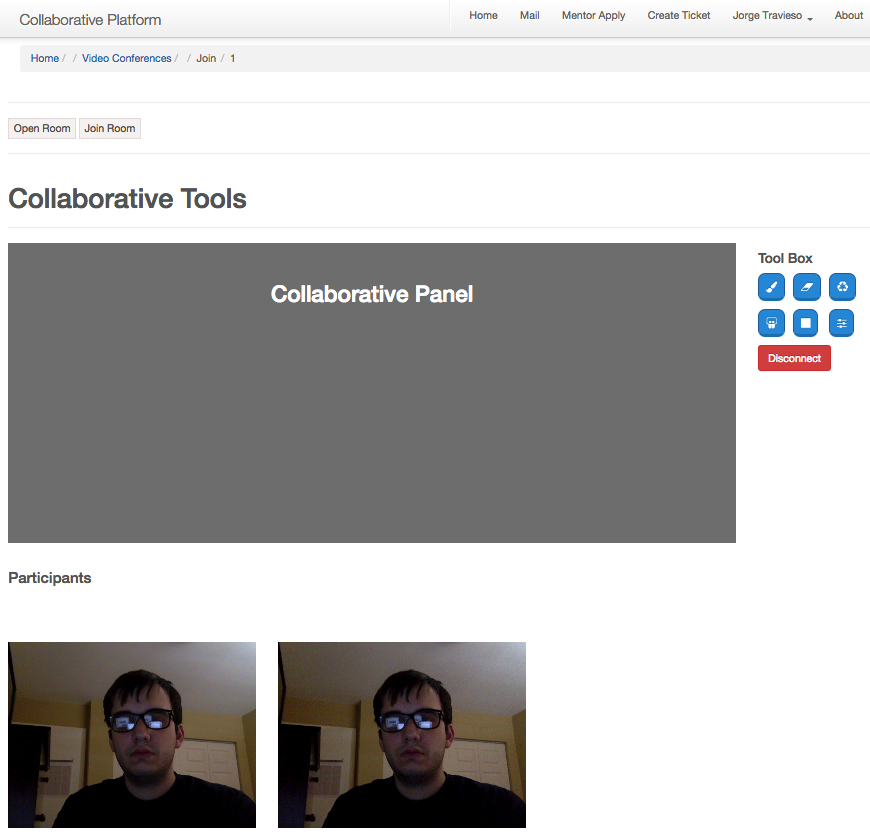 Collaborative Platform Home Mail Mentor Apply Create Ticket Jorge Travieso About
Home / / Video Conferences / / Join / 1
Open Room Join Room
Collaborative Tools
Collaborative Panel
Tool Box
Disconnect
Participants